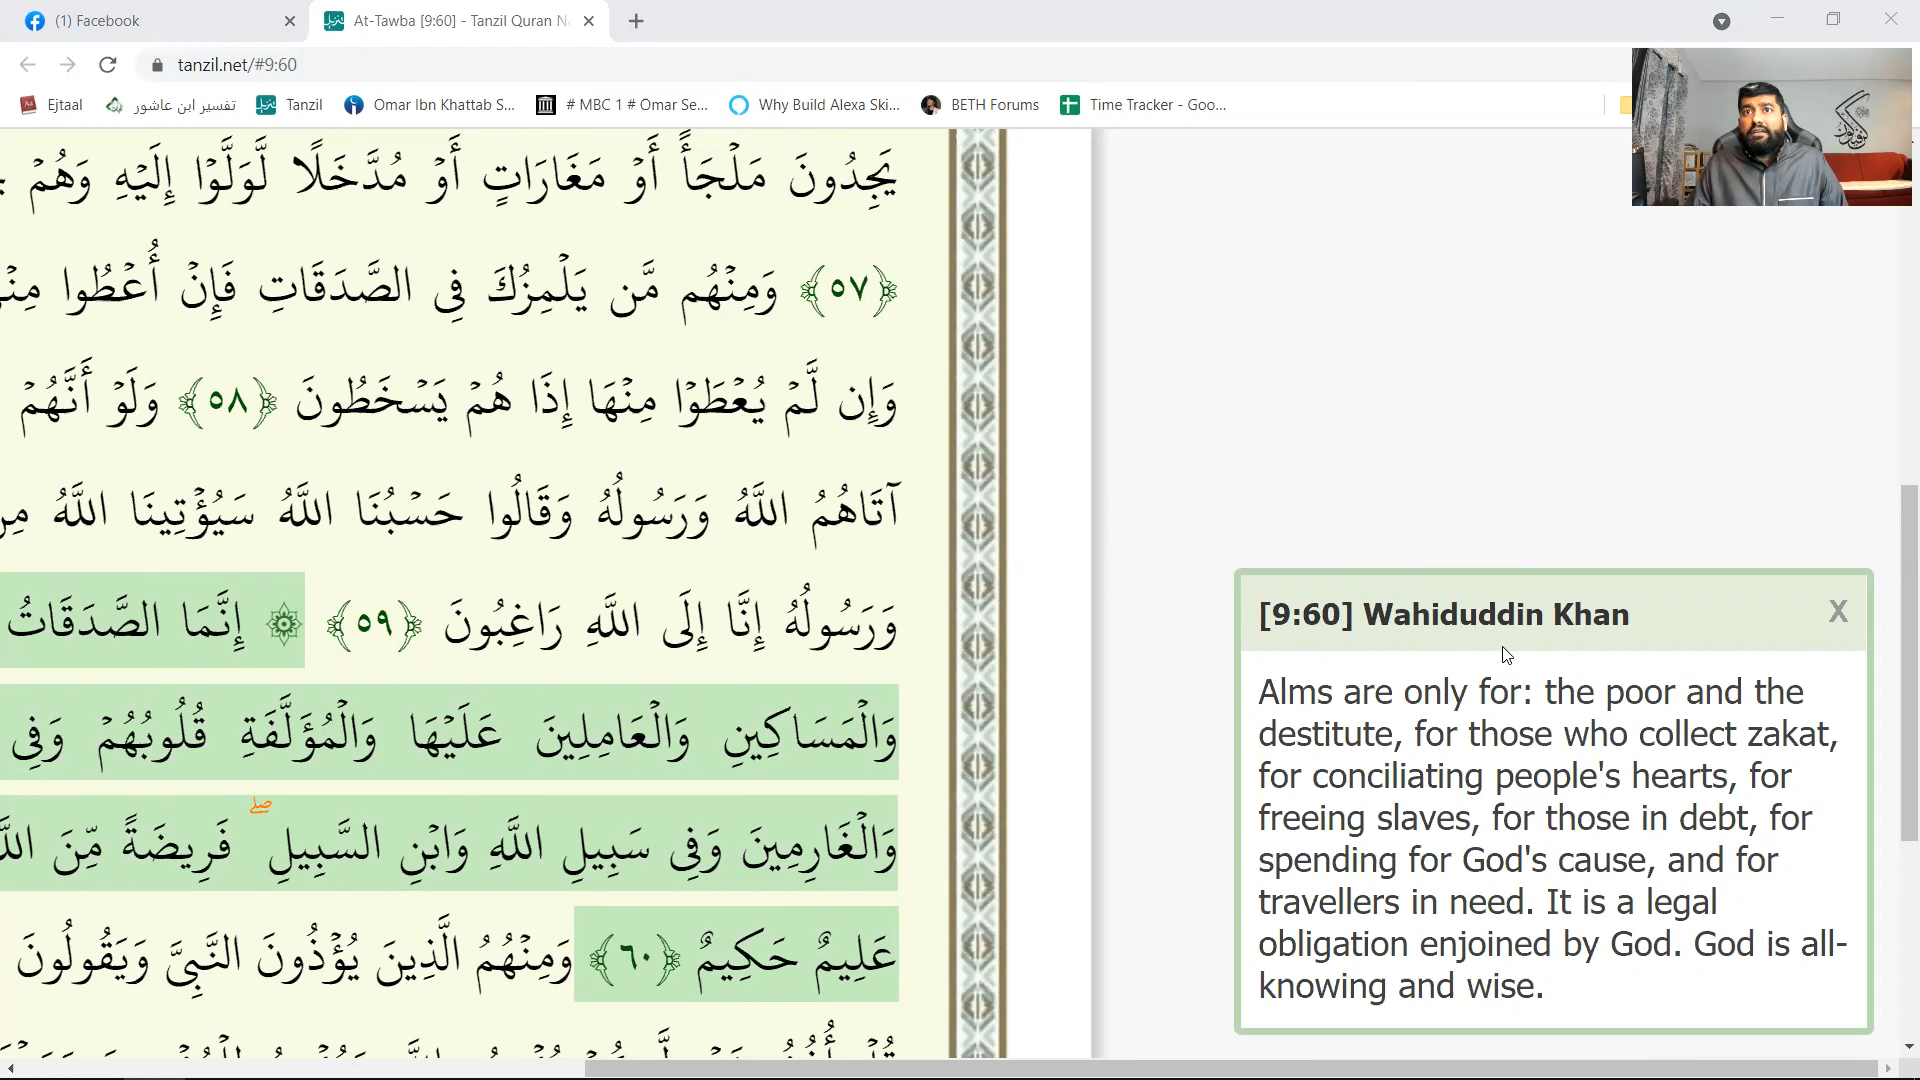 (1) Facebook
At-Tawba [9:60] - Tanzil Quran N
tanzil.net/#9:60
Ejtaal
تفسير ابن عاشور
Tanzil
Omar Ibn Khattab S...
# MBC 1 # Omar Se...
Why Build Alexa Ski...
BETH Forums
Time Tracker - Goo...
يَجِدُونَ مَلْجَأً أَوْ مَغَارَاتٍ أَوْ مُدَّخَلًا لَّوَلَّوْا إِلَيْهِ وَهُمْ
﴿٥٧﴾ وَمِنْهُم مَّن يَلْمِزُكَ فِي الصَّدَقَاتِ فَإِنْ أُعْطُوا
وَإِن لَّمْ يُعْطَوْا مِنْهَا إِذَا هُمْ يَسْخَطُونَ ﴿٥٨﴾ وَلَوْ أَنَّهُمْ
آتَاهُمُ اللَّهُ وَرَسُولُهُ وَقَالُوا حَسْبُنَا اللَّهُ سَيُؤْتِينَا اللَّهُ
وَرَسُولُهُ إِنَّا إِلَى اللَّهِ رَاغِبُونَ ﴿٥٩﴾ ۞ إِنَّمَا الصَّدَقَاتُ
وَالْمَسَاكِينِ وَالْعَامِلِينَ عَلَيْهَا وَالْمُؤَلَّفَةِ قُلُوبُهُمْ وَفِي
وَالْغَارِمِينَ وَفِي سَبِيلِ اللَّهِ وَابْنِ السَّبِيلِ ۖ فَرِيضَةً مِّنَ
عَلِيمٌ حَكِيمٌ ﴿٦٠﴾ وَمِنْهُمُ الَّذِينَ يُؤْذُونَ النَّبِيَّ وَيَقُولُونَ
[9:60] Wahiduddin Khan
X
Alms are only for: the poor and the
destitute, for those who collect zakat,
for conciliating people's hearts, for
freeing slaves, for those in debt, for
spending for God's cause, and for
travellers in need. It is a legal
obligation enjoined by God. God is all-
knowing and wise.